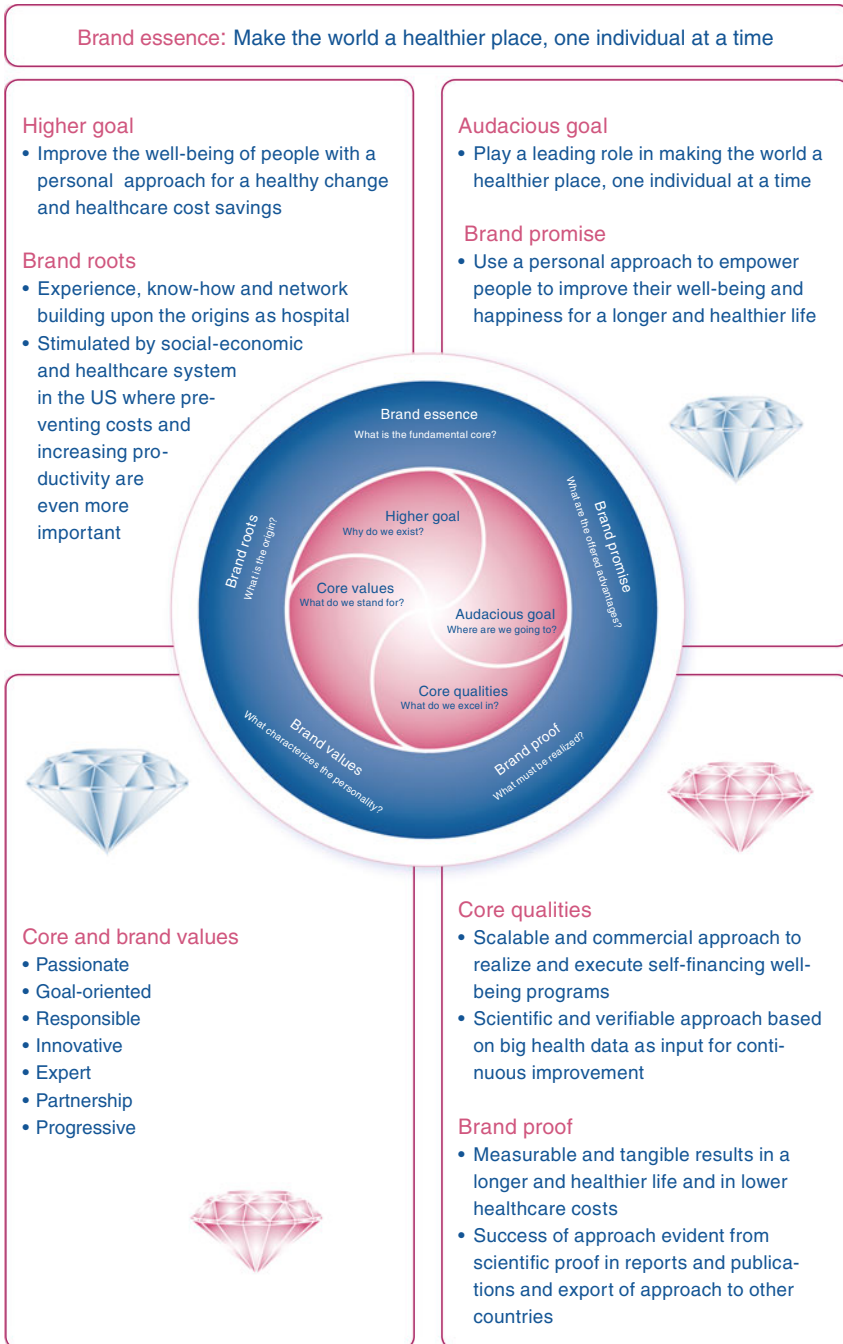 Brand essence: Make the world a healthier place, one individual at a time
Higher goal
• Improve the well-being of people with a
personal approach for a healthy change
and healthcare cost savings
Brand roots
• Experience, know-how and network
building upon the origins as hospital
• Stimulated by social-economic
and healthcare system
in the US where pre-
venting costs and
increasing pro-
ductivity are
even more
important
Audacious goal
• Play a leading role in making the world a
healthier place, one individual at a time
Brand promise
• Use a personal approach to empower
people to improve their well-being and
happiness for a longer and healthier life
Brand essence
What is the fundamental core?
Brand promise
What are the offered advantages?
Brand proof
What must be realized?
Brand values
What characterizes the personality?
Brand roots
What is the origin?
Higher goal
Why do we exist?
Core values
What do we stand for?
Audacious goal
Where are we going to?
Core qualities
What do we excel in?
Core and brand values
• Passionate
• Goal-oriented
• Responsible
• Innovative
• Expert
• Partnership
• Progressive
Core qualities
• Scalable and commercial approach to
realize and execute self-financing well-
being programs
• Scientific and verifiable approach based
on big health data as input for conti-
nuous improvement
Brand proof
• Measurable and tangible results in a
longer and healthier life and in lower
healthcare costs
• Success of approach evident from
scientific proof in reports and publica-
tions and export of approach to other
countries